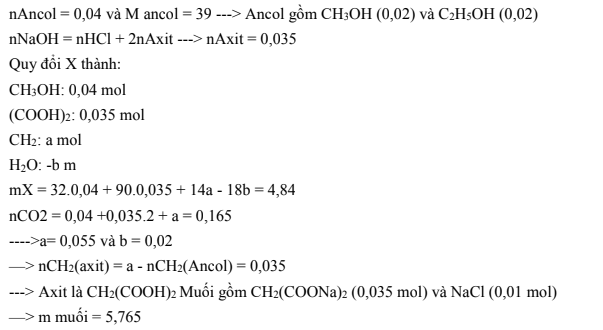 nAncol = 0,04 và M ancol = 39 ---> Ancol gồm CH₃OH (0,02) và C₂H₅OH (0,02)
nNaOH = nHCl + 2nAxit ---> nAxit = 0,035
Quy đổi X thành:
CH₃OH: 0,04 mol
(COOH)₂: 0,035 mol
CH₂: a mol
H₂O: -b m
mX = 32.0,04 + 90.0,035 + 14a - 18b = 4,84
nCO2 = 0,04 +0,035.2 + a = 0,165
---->a= 0,055 và b = 0,02
—> nCH₂(axit) = a - nCH₂(Ancol) = 0,035
---> Axit là CH₂(COOH)₂ Muối gồm CH₂(COONa)₂ (0,035 mol) và NaCl (0,01 mol)
—> m muối = 5,765